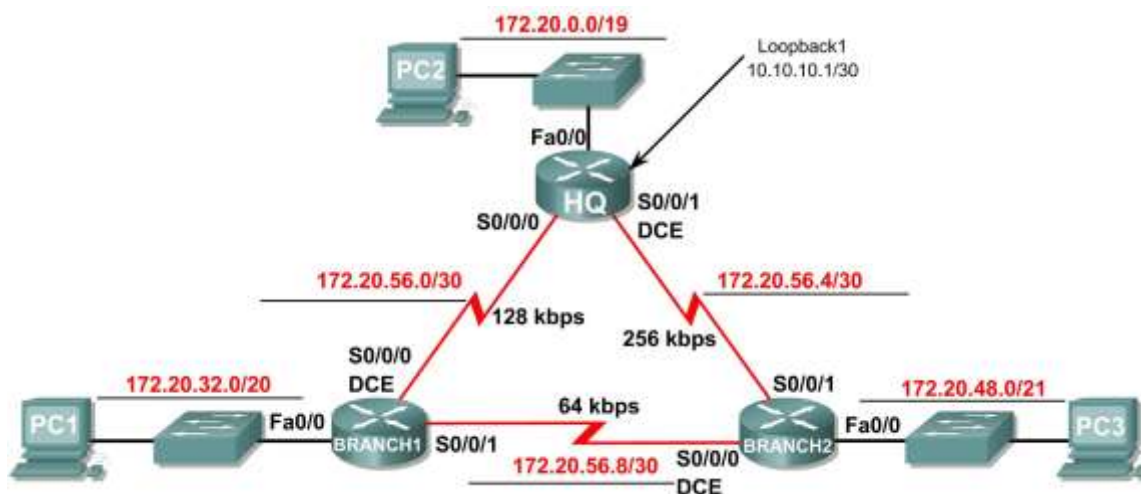 172.20.0.0/19
Loopback1
10.10.10.1/30
PC2
Fa0/0
HQ
S0/0/0
S0/0/1
DCE
172.20.56.0/30
172.20.56.4/30
128 kbps
256 kbps
S0/0/0
DCE
S0/0/1
172.20.32.0/20
172.20.48.0/21
PC1
Fa0/0
BRANCH1
S0/0/1
64 kbps
BRANCH2
Fa0/0
PC3
172.20.56.8/30
S0/0/0
DCE